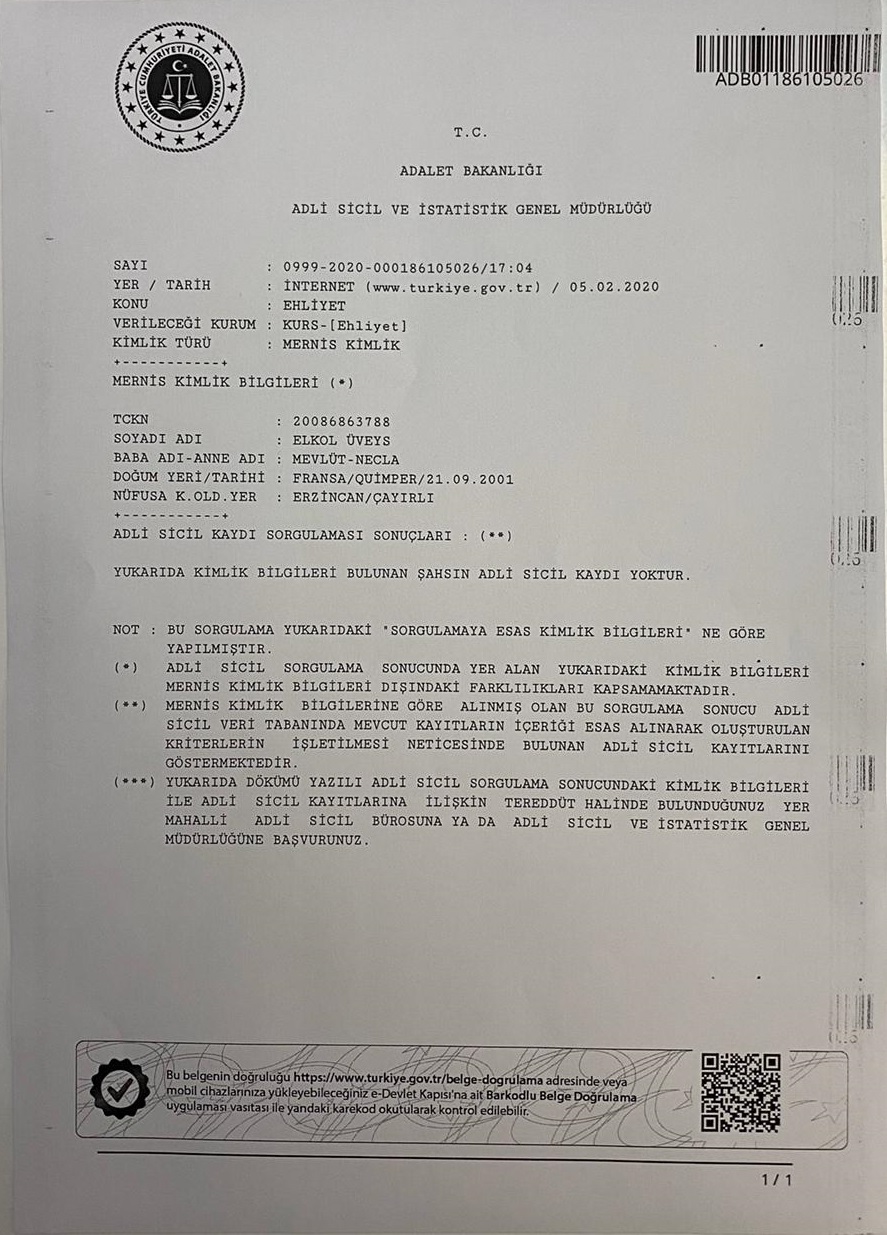 TÜRKİYE CUMHURİYETİ ADALET BAKANLIĞI
ADB01186105026
T.C.
ADALET BAKANLIĞI
ADLİ SİCİL VE İSTATİSTİK GENEL MÜDÜRLÜĞÜ
SAYI : 0999-2020-000186105026/17:04
YER / TARİH : İNTERNET (www.turkiye.gov.tr) / 05.02.2020
KONU : EHLİYET
VERİLECEĞİ KURUM : KURS-[Ehliyet]
KİMLİK TÜRÜ : MERNİS KİMLİK
+-----------+
MERNİS KİMLİK BİLGİLERİ (*)
TCKN : 20086863788
SOYADI ADI : ELKOL ÜVEYS
BABA ADI-ANNE ADI : MEVLÜT-NECLA
DOĞUM YERİ/TARİHİ : FRANSA/QUİMPER/21.09.2001
NÜFUSA K.OLD.YER : ERZİNCAN/ÇAYIRLI
+-----------+
ADLİ SİCİL KAYDI SORGULAMASI SONUÇLARI : (**)
YUKARIDA KİMLİK BİLGİLERİ BULUNAN ŞAHSIN ADLİ SİCİL KAYDI YOKTUR.
NOT : BU SORGULAMA YUKARIDAKİ "SORGULAMAYA ESAS KİMLİK BİLGİLERİ" NE GÖRE
YAPILMIŞTIR.
(*) ADLİ SİCİL SORGULAMA SONUCUNDA YER ALAN YUKARIDAKİ KİMLİK BİLGİLERİ
MERNİS KİMLİK BİLGİLERİ DIŞINDAKİ FARKLILIKLARI KAPSAMAMAKTADIR.
(**) MERNİS KİMLİK BİLGİLERİNE GÖRE ALINMIŞ OLAN BU SORGULAMA SONUCU ADLİ
SİCİL VERİ TABANINDA MEVCUT KAYITLARIN İÇERİĞİ ESAS ALINARAK OLUŞTURULAN
KRİTERLERİN İŞLETİLMESİ NETİCESİNDE BULUNAN ADLİ SİCİL KAYITLARINI
GÖSTERMEKTEDİR.
(***) YUKARIDA DÖKÜMÜ YAZILI ADLİ SİCİL SORGULAMA SONUCUNDAKİ KİMLİK BİLGİLERİ
İLE ADLİ SİCİL KAYITLARINA İLİŞKİN TEREDDÜT HALİNDE BULUNDUĞUNUZ YER
MAHALLİ ADLİ SİCİL BÜROSUNA YA DA ADLİ SİCİL VE İSTATİSTİK GENEL
MÜDÜRLÜĞÜNE BAŞVURUNUZ.
Bu belgenin doğruluğu https://www.turkiye.gov.tr/belge-dogrulama adresinde veya
mobil cihazlarınıza yükleyebileceğiniz e-Devlet Kapısı'na ait Barkodlu Belge Doğrulama
uygulaması vasıtası ile yandaki karekod okutularak kontrol edilebilir.
1 / 1